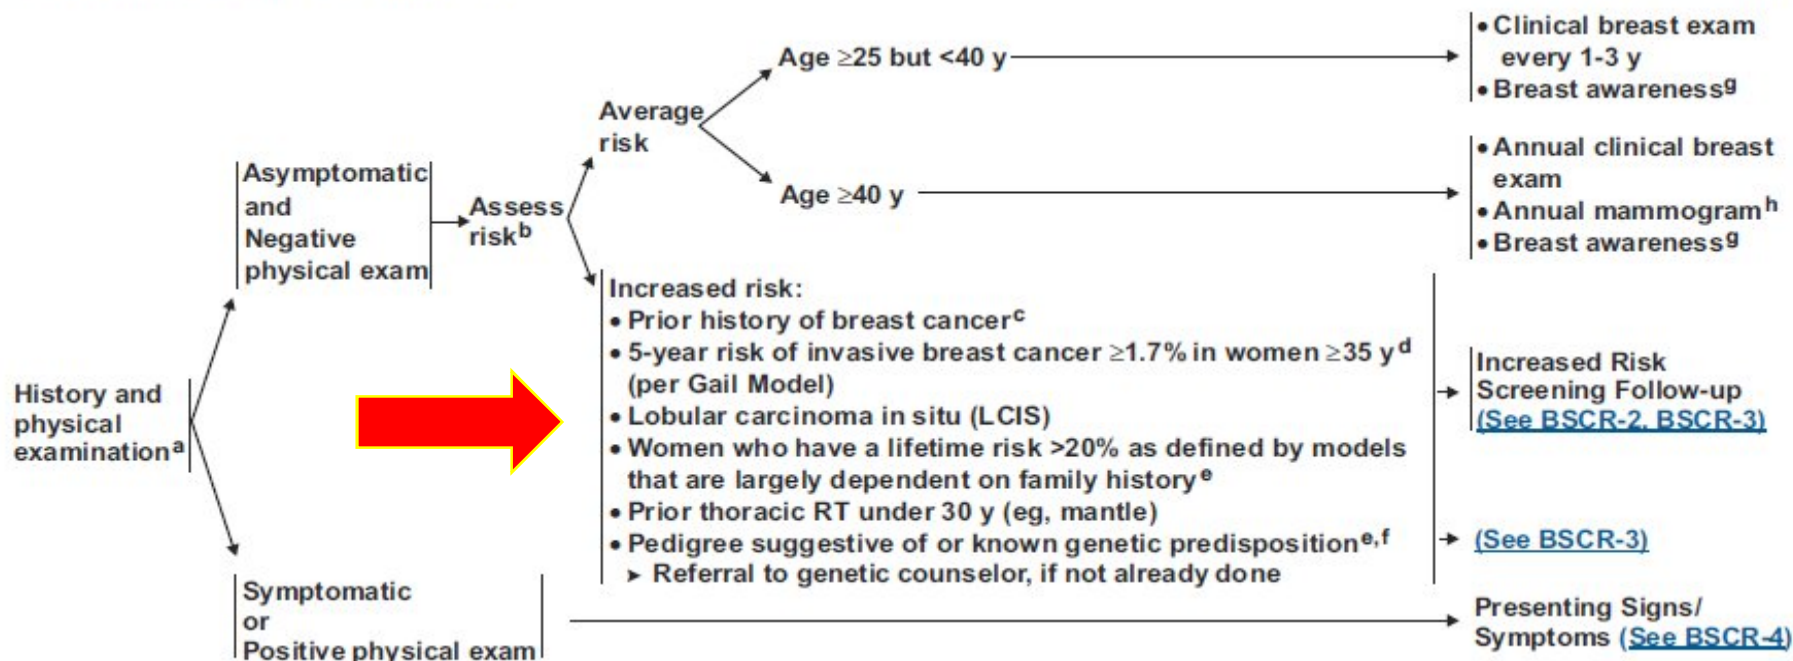 History and
physical
examinationª
Asymptomatic
and
Negative
physical exam
Symptomatic
or
Positive physical exam
Assess
riskᵇ
Average
risk
Age ≥25 but <40 y
Age ≥40 y
Increased risk:
• Prior history of breast cancerᶜ
• 5-year risk of invasive breast cancer ≥1.7% in women ≥35 yᵈ
(per Gail Model)
• Lobular carcinoma in situ (LCIS)
• Women who have a lifetime risk >20% as defined by models
that are largely dependent on family historyᵉ
• Prior thoracic RT under 30 y (eg, mantle)
• Pedigree suggestive of or known genetic predispositionᵉ,ᶠ
➤ Referral to genetic counselor, if not already done
• Clinical breast exam
every 1-3 y
• Breast awarenessᵍ
• Annual clinical breast
exam
• Annual mammogramʰ
• Breast awarenessᵍ
Increased Risk
Screening Follow-up
(See BSCR-2, BSCR-3)
(See BSCR-3)
Presenting Signs/
Symptoms (See BSCR-4)